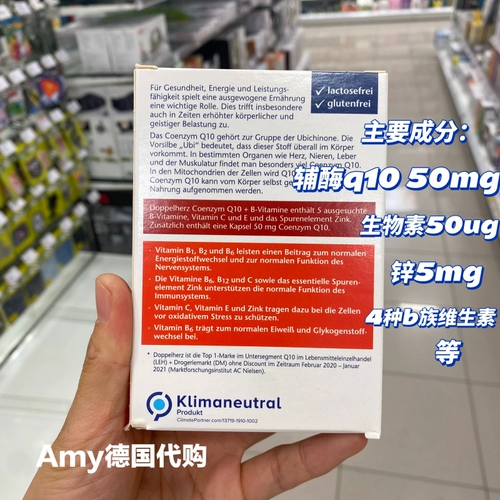 Für Gesundheit, Energie und Leistungs-
fähigkeit spielt eine ausgewogene Ernährung
eine wichtige Rolle. Dies trifft insbesondere
auch in Zeiten erhöhter körperlicher und
geistiger Belastung zu.
lactosefrei
glutenfrei
Das Coenzym Q10 gehört zur Gruppe der Ubichinone. Die
Vorsilbe „Ubi" bedeutet, dass dieser Stoff überall im Körper
vorkommt. In bestimmten Organen wie Herz, Nieren, Leber
und der Muskulatur findet man besonders viel Coenzym Q10.
In den Mitochondrien der Zellen wird Q10
Coenzym Q10 kann vom Körper selbst
Nahrung aufgenommen werden.
Doppelherz Coenzym Q10 + B-Vitamine enthält 5 ausgesuchte
B-Vitamine, Vitamin C und E und das Spurenelement Zink.
Zusätzlich enthält eine Kapsel 50 mg Coenzym Q10.
· Vitamin B1, B2 und B6 leisten einen Beitrag zum normalen
Energiestoffwechsel und zur normalen Funktion des
Nervensystems.
· Die Vitamine B6, B12 und C sowie das essentielle Spuren-
element Zink unterstützen die normale Funktion des
Immunsystems.
· Vitamin C, Vitamin E und Zink tragen dazu bei die Zellen
vor oxidativem Stress zu schützen.
· Vitamin B6 trägt zum normalen Eiweiß und Glykogenstoff-
wechsel bei.
* Doppelherz ist die Top 1-Marke im Untersegment Q10 im Lebensmitteleinzelhandel
(LEH) + Drogeriemarkt (DM) ohne Discount im Zeitraum Februar 2020 – Januar
2021 (Marktforschungsinstitut AC Nielsen).
Klimaneutral
Produkt
ClimatePartner.com/13719-1910-1002
主要成分：
辅酶q10 50mg
生物素50ug
锌5mg
4种b族维生素
等
Amy德国代购